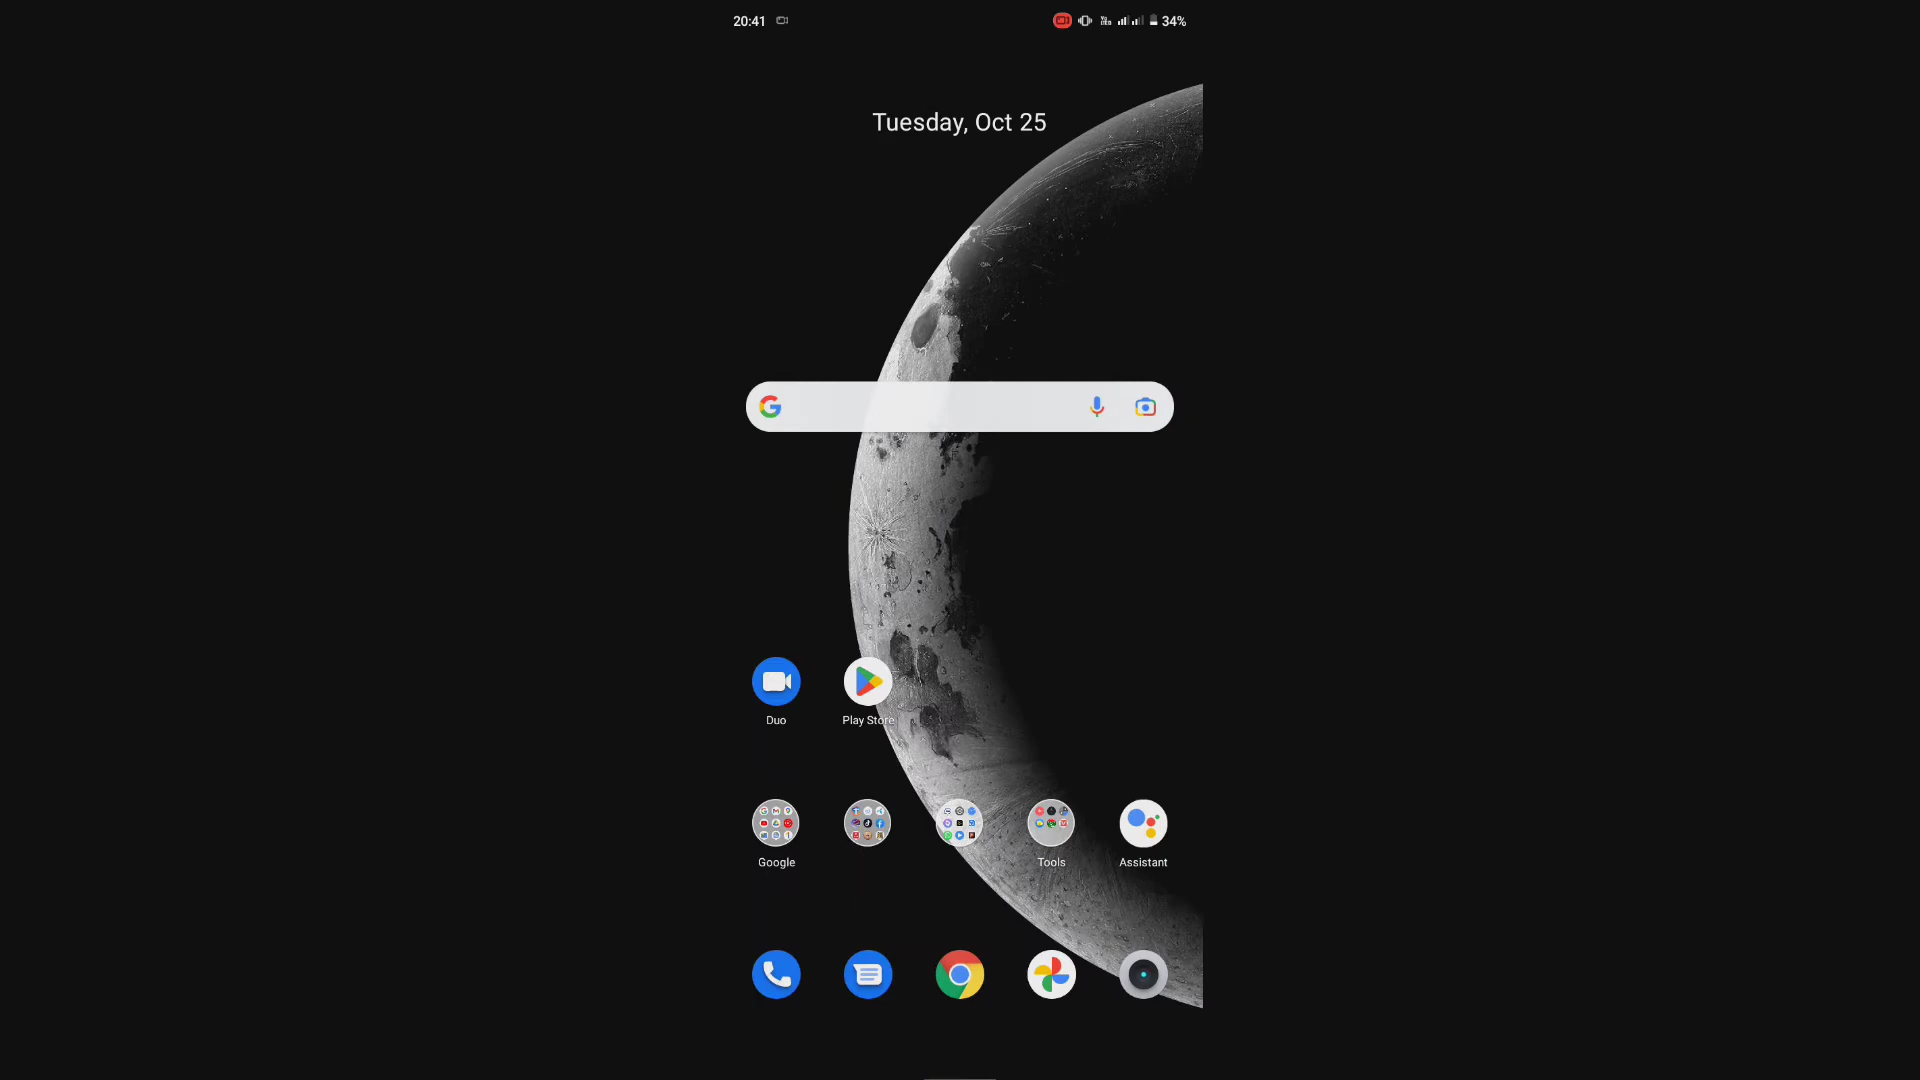 20:41 34%
Tuesday, Oct 25
Duo
Play Store
Google
Tools
Assistant